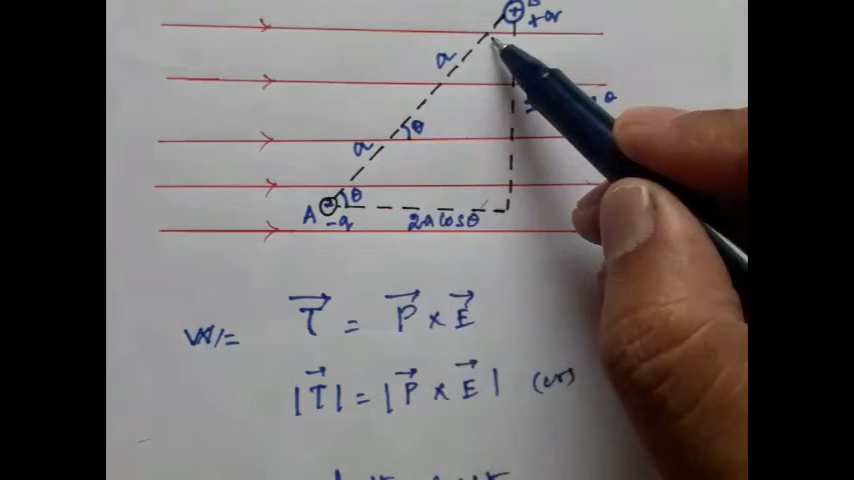 B
+q
a
θ
a
θ
A
-q
2a cosθ
W/= T⃗ = P⃗ × E⃗
|T⃗| = |P⃗ × E⃗| (or)